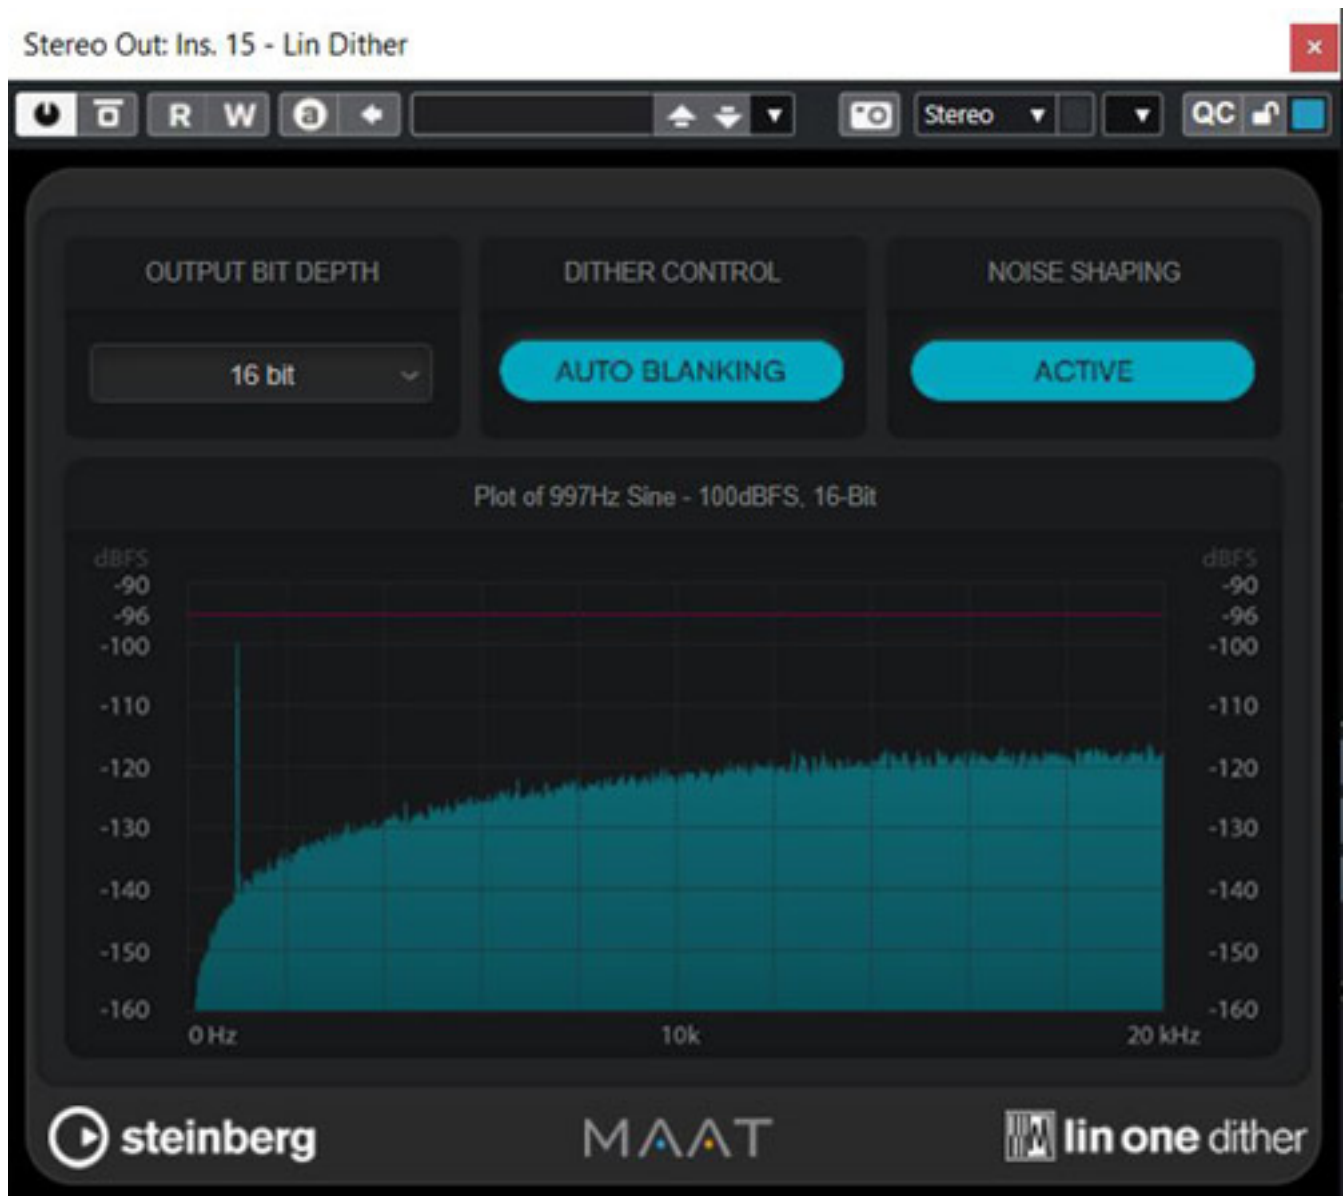 Stereo Out: Ins. 15 - Lin Dither
R W a Stereo QC
OUTPUT BIT DEPTH DITHER CONTROL NOISE SHAPING
16 bit AUTO BLANKING ACTIVE
Plot of 997Hz Sine - 100dBFS, 16-Bit
dBFS dBFS
-90 -90
-96 -96
-100 -100
-110 -110
-120 -120
-130 -130
-140 -140
-150 -150
-160 -160
0 Hz 10k 20 kHz
steinberg MAAT lin one dither